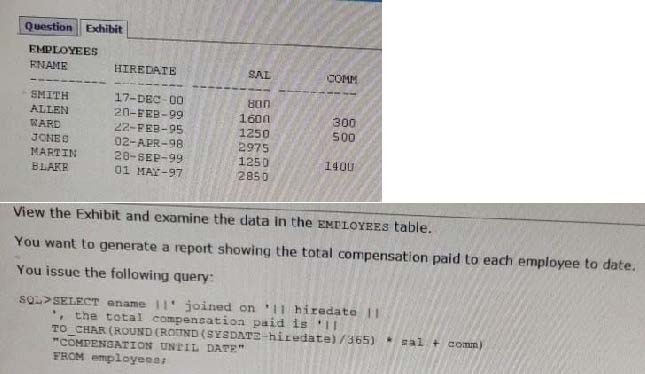 Question Exhibit
EMPLOYEES
ENAME HIREDATE SAL COMM
SMITH 17-DEC-00 800
ALLEN 20-FEB-99 1600 300
WARD 22-FEB-95 1250 500
JONES 02-APR-98 2975
MARTIN 28-SEP-99 1250 1400
BLAKE 01 MAY-97 2850
View the Exhibit and examine the data in the EMPLOYEES table.
You want to generate a report showing the total compensation paid to each employee to date.
You issue the following query:
SQL>SELECT ename ||' joined on '|| hiredate ||
', the total compensation paid is '||
TO_CHAR(ROUND(ROUND(SYSDATE-hiredate)/365) * sal + comm)
"COMPENSATION UNTIL DATE"
FROM employees;